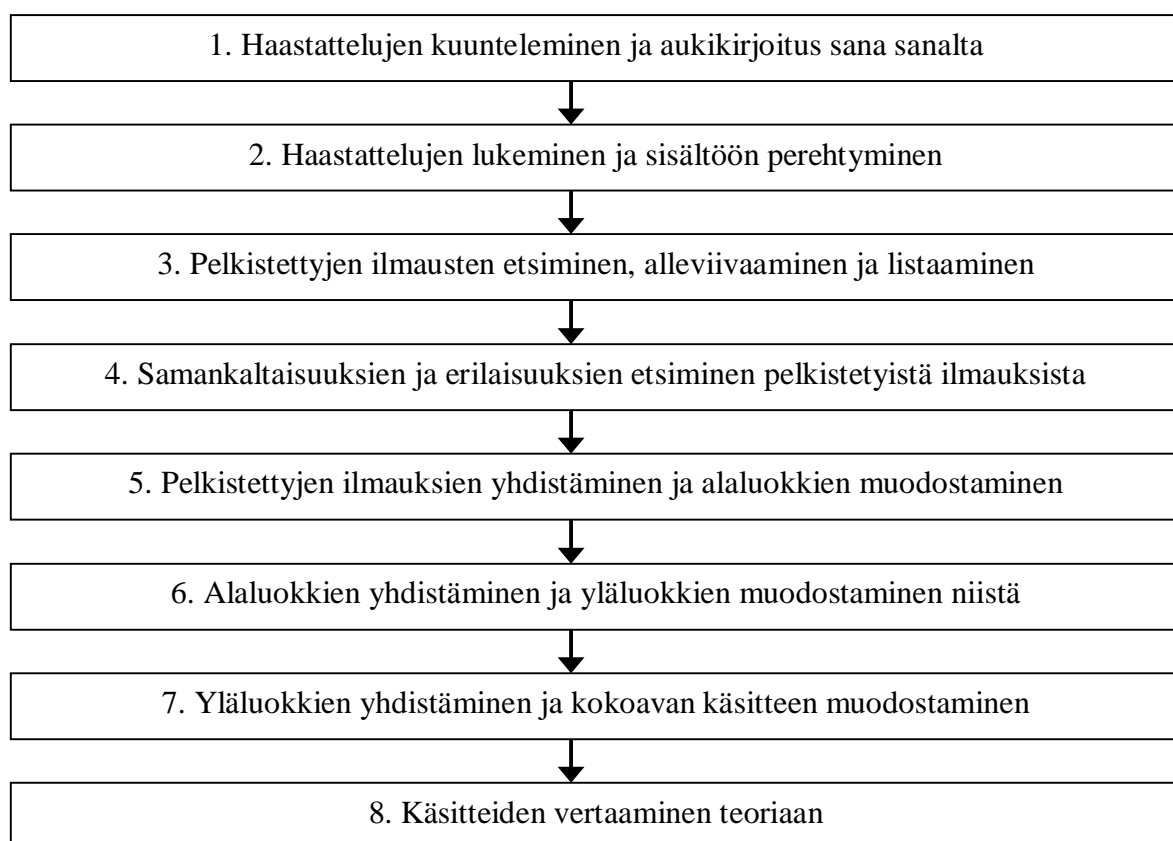 1. Haastattelujen kuunteleminen ja aukikirjoitus sana sanalta
2. Haastattelujen lukeminen ja sisältöön perehtyminen
3. Pelkistettyjen ilmausten etsiminen, alleviivaaminen ja listaaminen
4. Samankaltaisuuksien ja erilaisuuksien etsiminen pelkistetyistä ilmauksista
5. Pelkistettyjen ilmauksien yhdistäminen ja alaluokkien muodostaminen
6. Alaluokkien yhdistäminen ja yläluokkien muodostaminen niistä
7. Yläluokkien yhdistäminen ja kokoavan käsitteen muodostaminen
8. Käsitteiden vertaaminen teoriaan